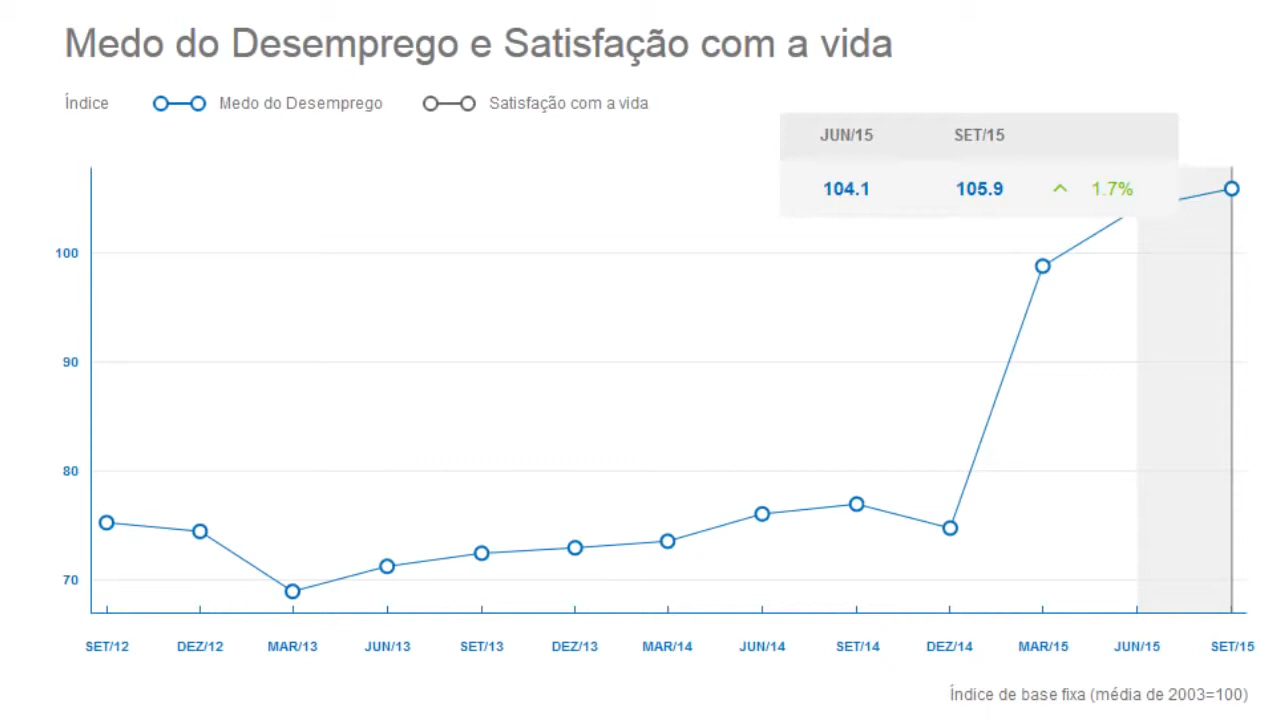 Medo do Desemprego e Satisfação com a vida
Índice Medo do Desemprego Satisfação com a vida
JUN/15 SET/15
104.1 105.9 1.7%
100
90
80
70
SET/12 DEZ/12 MAR/13 JUN/13 SET/13 DEZ/13 MAR/14 JUN/14 SET/14 DEZ/14 MAR/15 JUN/15 SET/15
Índice de base fixa (média de 2003=100)